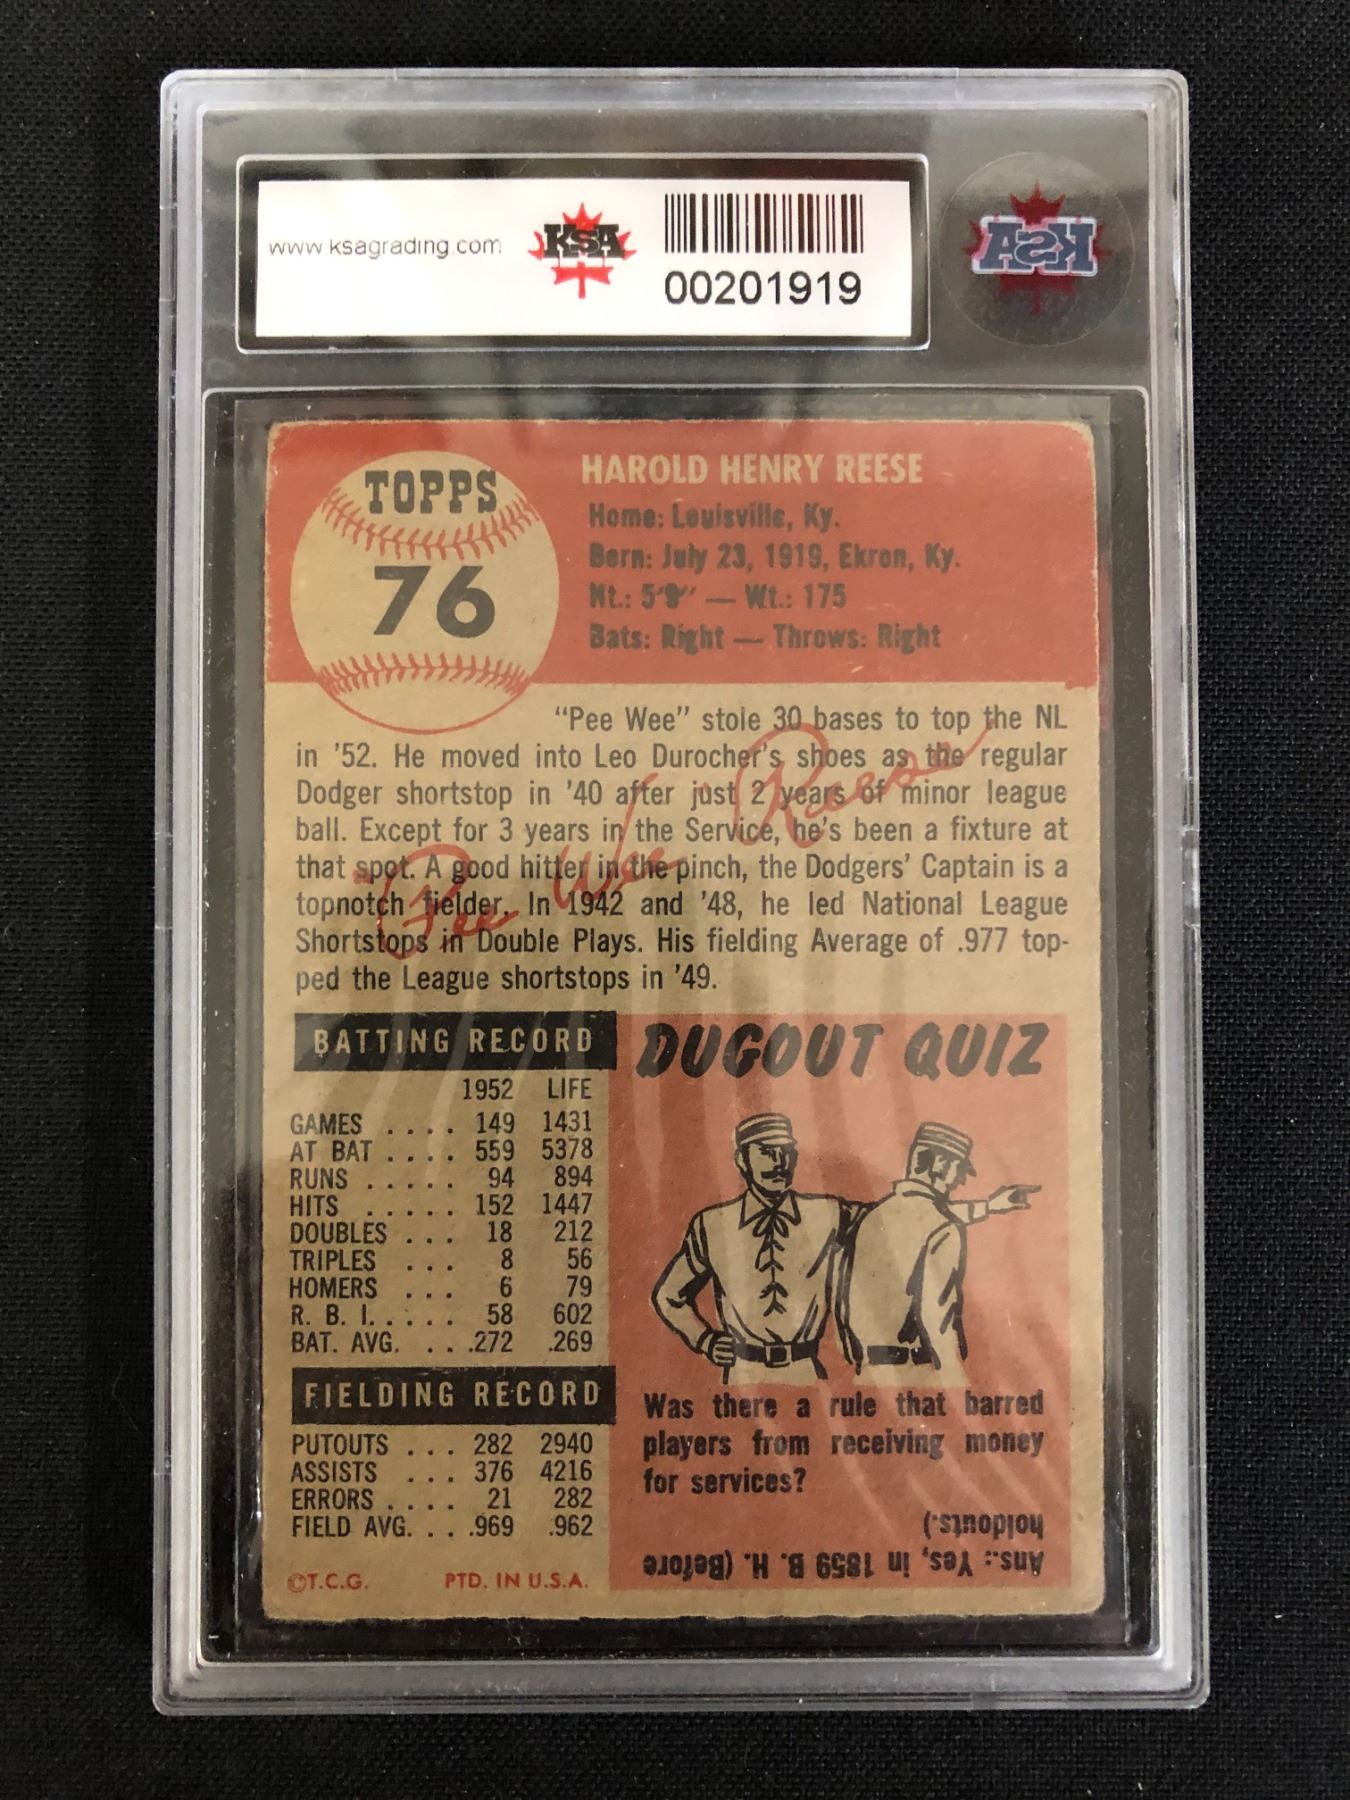 www.ksagrading.com
KSA
00201919
KSA
TOPPS
76
HAROLD HENRY REESE
Home: Louisville, Ky.
Born: July 23, 1919, Ekron, Ky.
Ht.: 5'9" — Wt.: 175
Bats: Right — Throws: Right
"Pee Wee" stole 30 bases to top the NL
in '52. He moved into Leo Durocher's shoes as the regular
Dodger shortstop in '40 after just 2 years of minor league
ball. Except for 3 years in the Service, he's been a fixture at
that spot. A good hitter in the pinch, the Dodgers' Captain is a
topnotch fielder. In 1942 and '48, he led National League
Shortstops in Double Plays. His fielding Average of .977 top-
ped the League shortstops in '49.
"Pee Wee" Reese
BATTING RECORD
1952 LIFE
GAMES .... 149 1431
AT BAT .... 559 5378
RUNS ..... 94 894
HITS ..... 152 1447
DOUBLES ... 18 212
TRIPLES ... 8 56
HOMERS ... 6 79
R. B. I. .... 58 602
BAT. AVG. ...272 .269
FIELDING RECORD
PUTOUTS ... 282 2940
ASSISTS ... 376 4216
ERRORS .... 21 282
FIELD AVG. ...969 .962
©T.C.G. PTD. IN U.S.A.
DUGOUT QUIZ
Was there a rule that barred
players from receiving money
for services?
Ans.: Yes, in 1859 B. H. (Before
holdouts.)